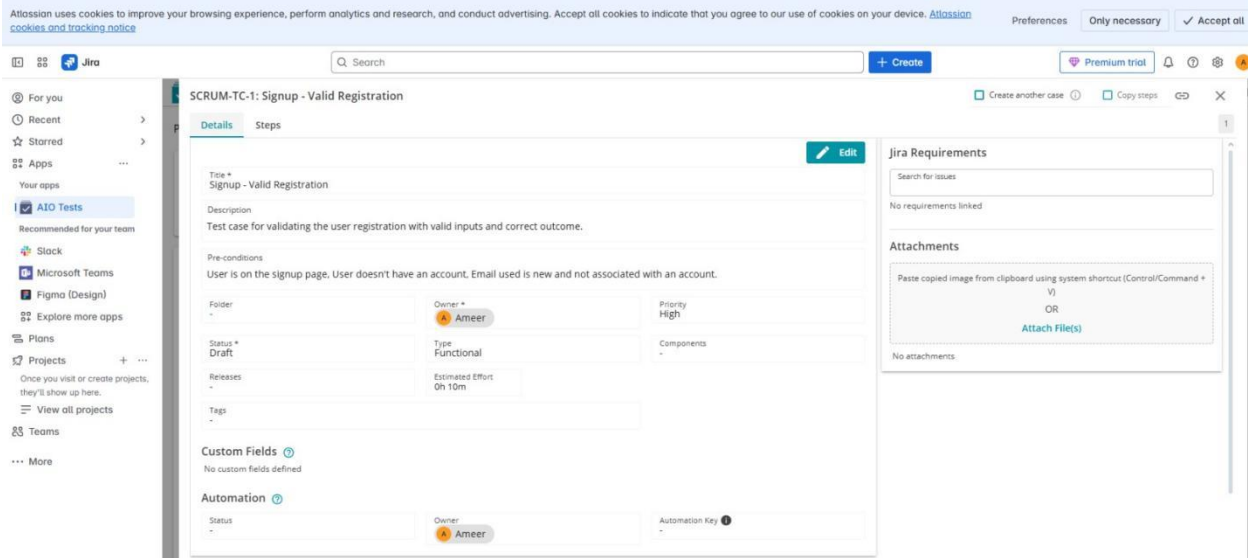 Atlassian uses cookies to improve your browsing experience, perform analytics and research, and conduct advertising. Accept all cookies to indicate that you agree to our use of cookies on your device. Atlassian
cookies and tracking notice
Preferences
Only necessary
Accept all
Jira
Search
Create
Premium trial
A
For you
Recent
Starred
Apps
Your apps
AIO Tests
Recommended for your team
Slack
Microsoft Teams
Figma (Design)
Explore more apps
Plans
Projects
Once you visit or create projects,
they'll show up here.
View all projects
Teams
More
SCRUM-TC-1: Signup - Valid Registration
Create another case
Copy steps
Details
Steps
1
Edit
Title *
Signup - Valid Registration
Description
Test case for validating the user registration with valid inputs and correct outcome.
Pre-conditions
User is on the signup page, User doesn't have an account, Email used is new and not associated with an account.
Folder
-
Owner *
A Ameer
Priority
High
Status *
Draft
Type
Functional
Components
-
Releases
-
Estimated Effort
0h 10m
Tags
-
Custom Fields
No custom fields defined
Automation
Status
-
Owner
A Ameer
Automation Key
-
Jira Requirements
Search for issues
No requirements linked
Attachments
Paste copied image from clipboard using system shortcut (Control/Command +
V)
OR
Attach File(s)
No attachments